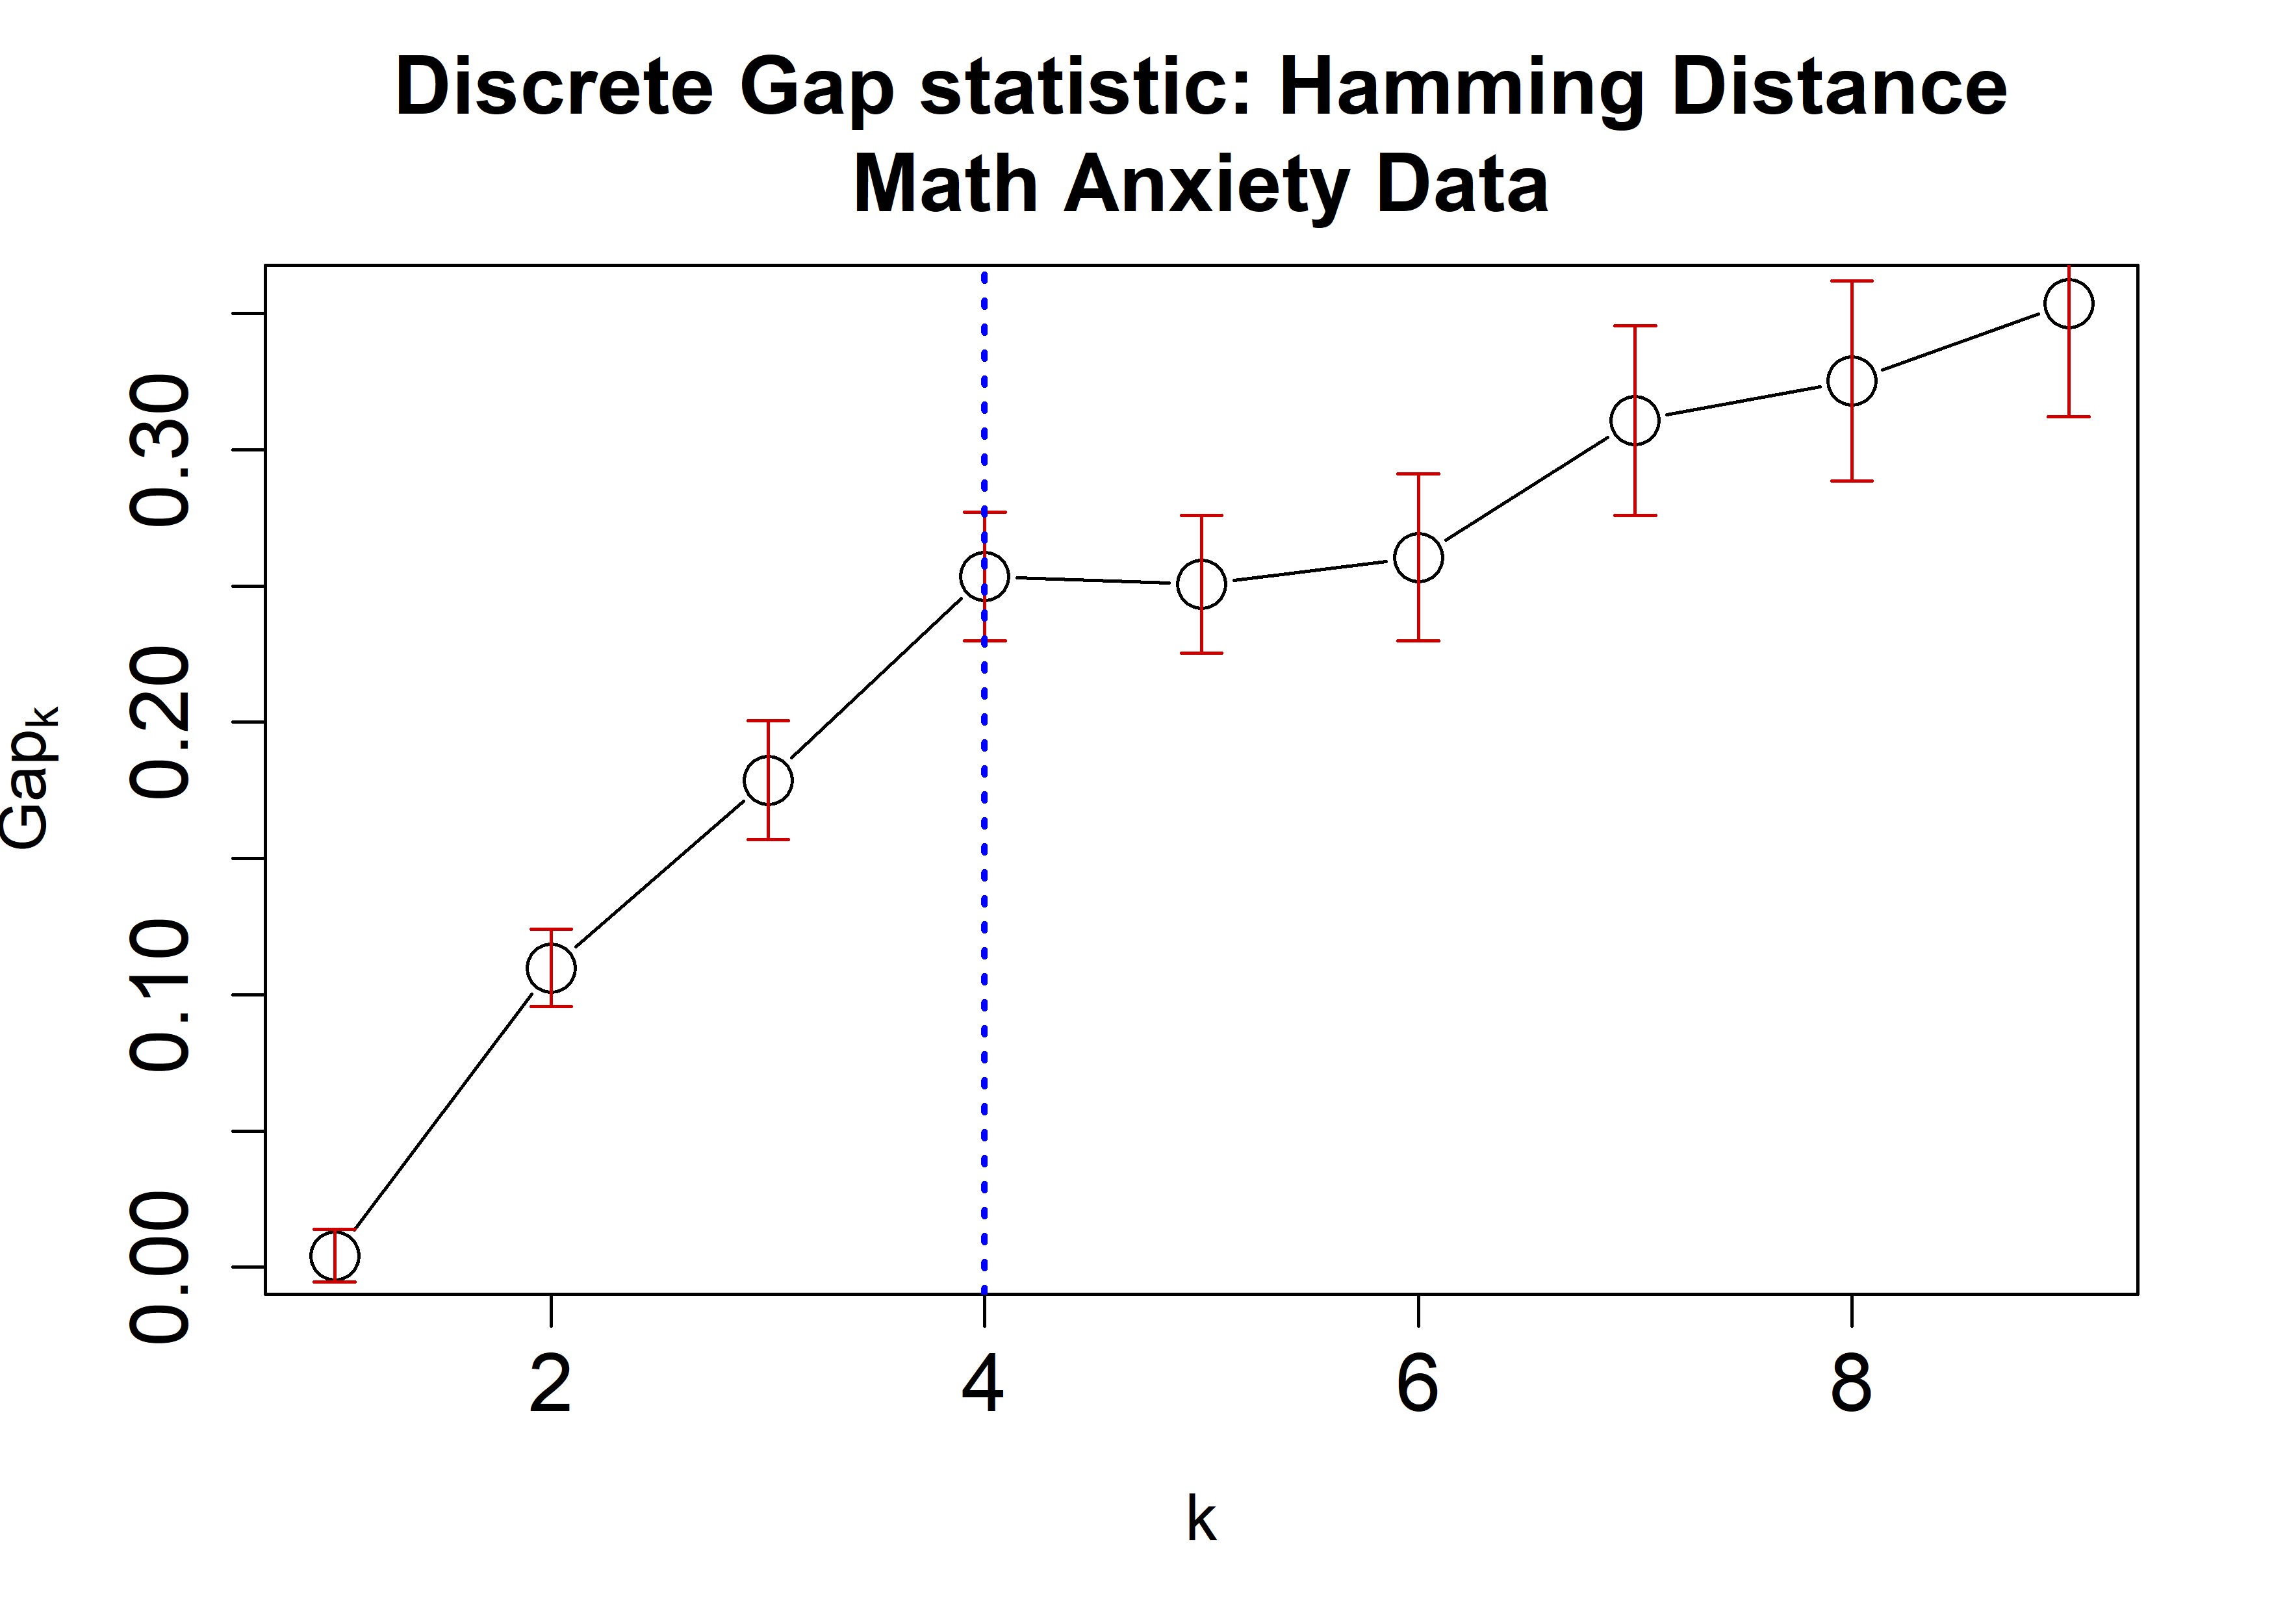 Discrete Gap statistic: Hamming Distance
Math Anxiety Data
Gapk
0.30
0.20
0.10
0.00
2 4 6 8
k